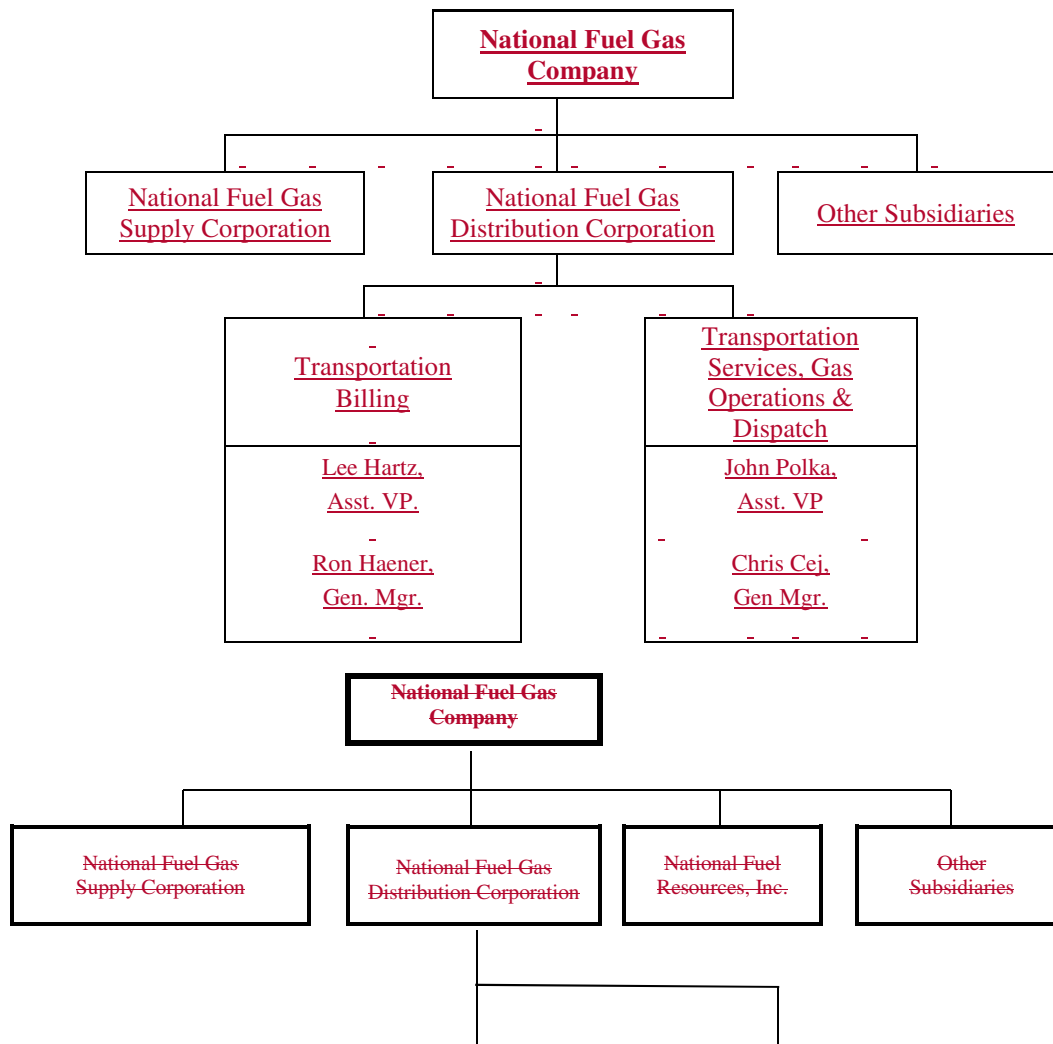 National Fuel Gas
Company
National Fuel Gas
Supply Corporation
National Fuel Gas
Distribution Corporation
Other Subsidiaries
Transportation
Billing
Transportation
Services, Gas
Operations &
Dispatch
Lee Hartz,
Asst. VP.
Ron Haener,
Gen. Mgr.
John Polka,
Asst. VP
Chris Cej,
Gen Mgr.
National Fuel Gas
Company
National Fuel Gas
Supply Corporation
National Fuel Gas
Distribution Corporation
National Fuel
Resources, Inc.
Other
Subsidiaries